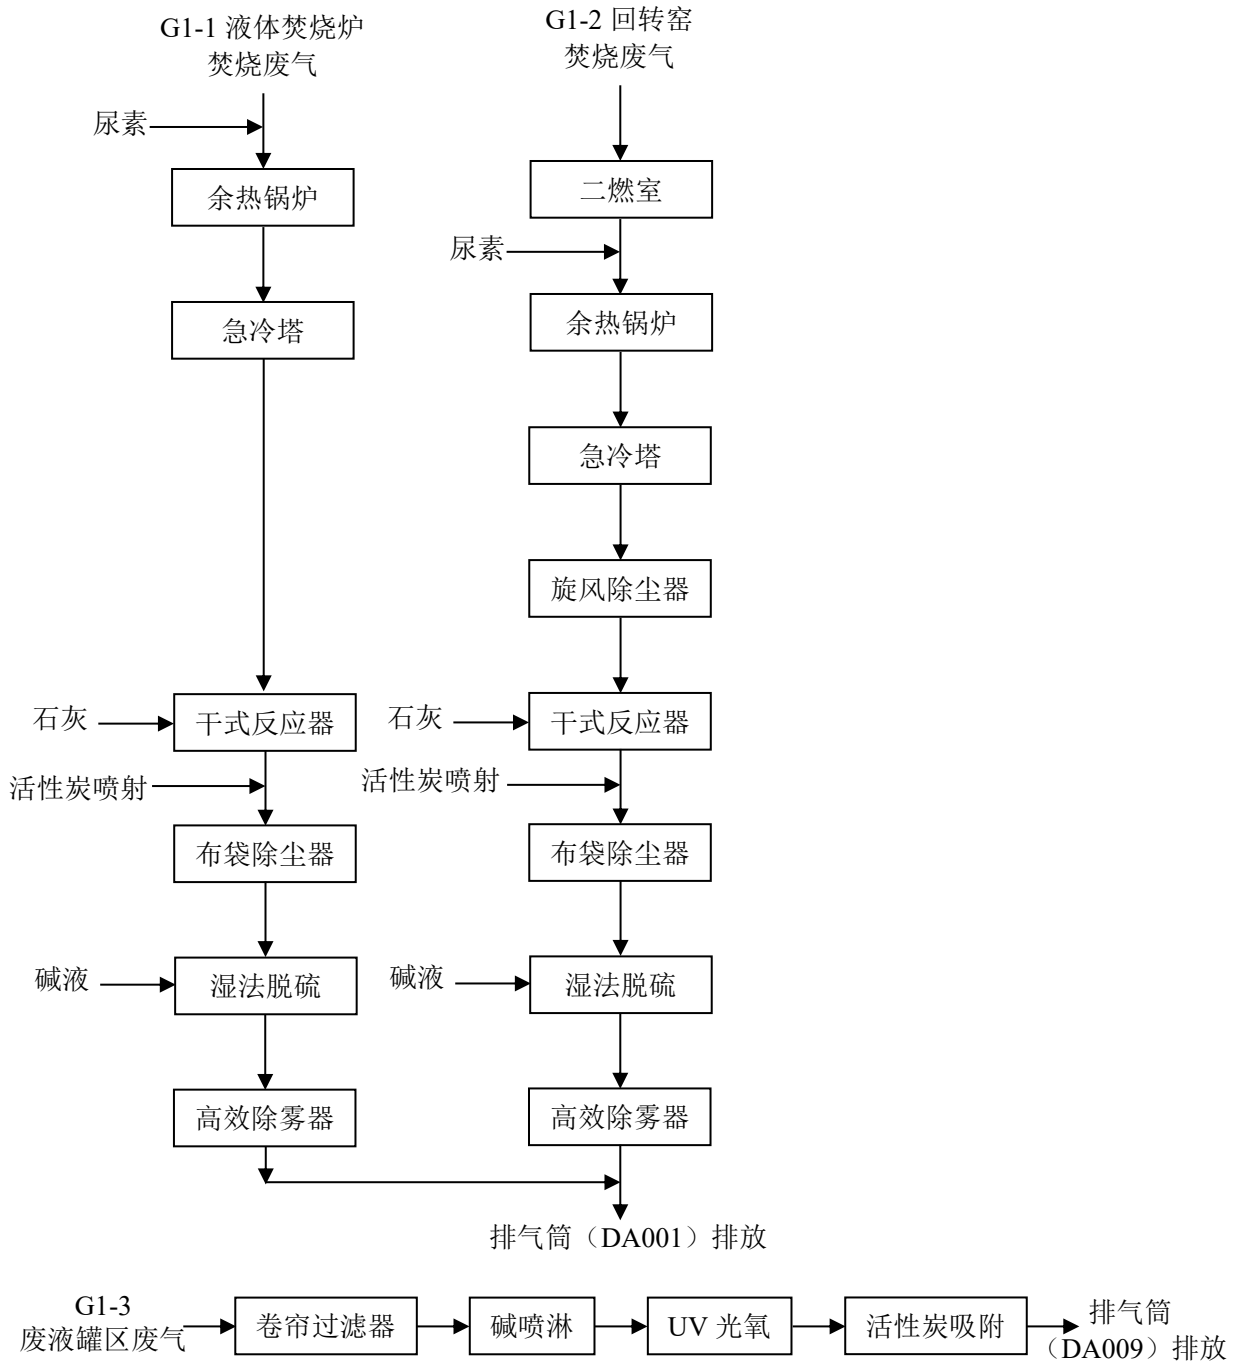 G1-1 液体焚烧炉
焚烧废气
G1-2 回转窑
焚烧废气
尿素
余热锅炉
二燃室
尿素
急冷塔
余热锅炉
急冷塔
旋风除尘器
石灰
干式反应器
石灰
干式反应器
活性炭喷射
活性炭喷射
布袋除尘器
布袋除尘器
碱液
湿法脱硫
碱液
湿法脱硫
高效除雾器
高效除雾器
排气筒（DA001）排放
G1-3
废液罐区废气
卷帘过滤器
碱喷淋
UV 光氧
活性炭吸附
排气筒
（DA009）排放